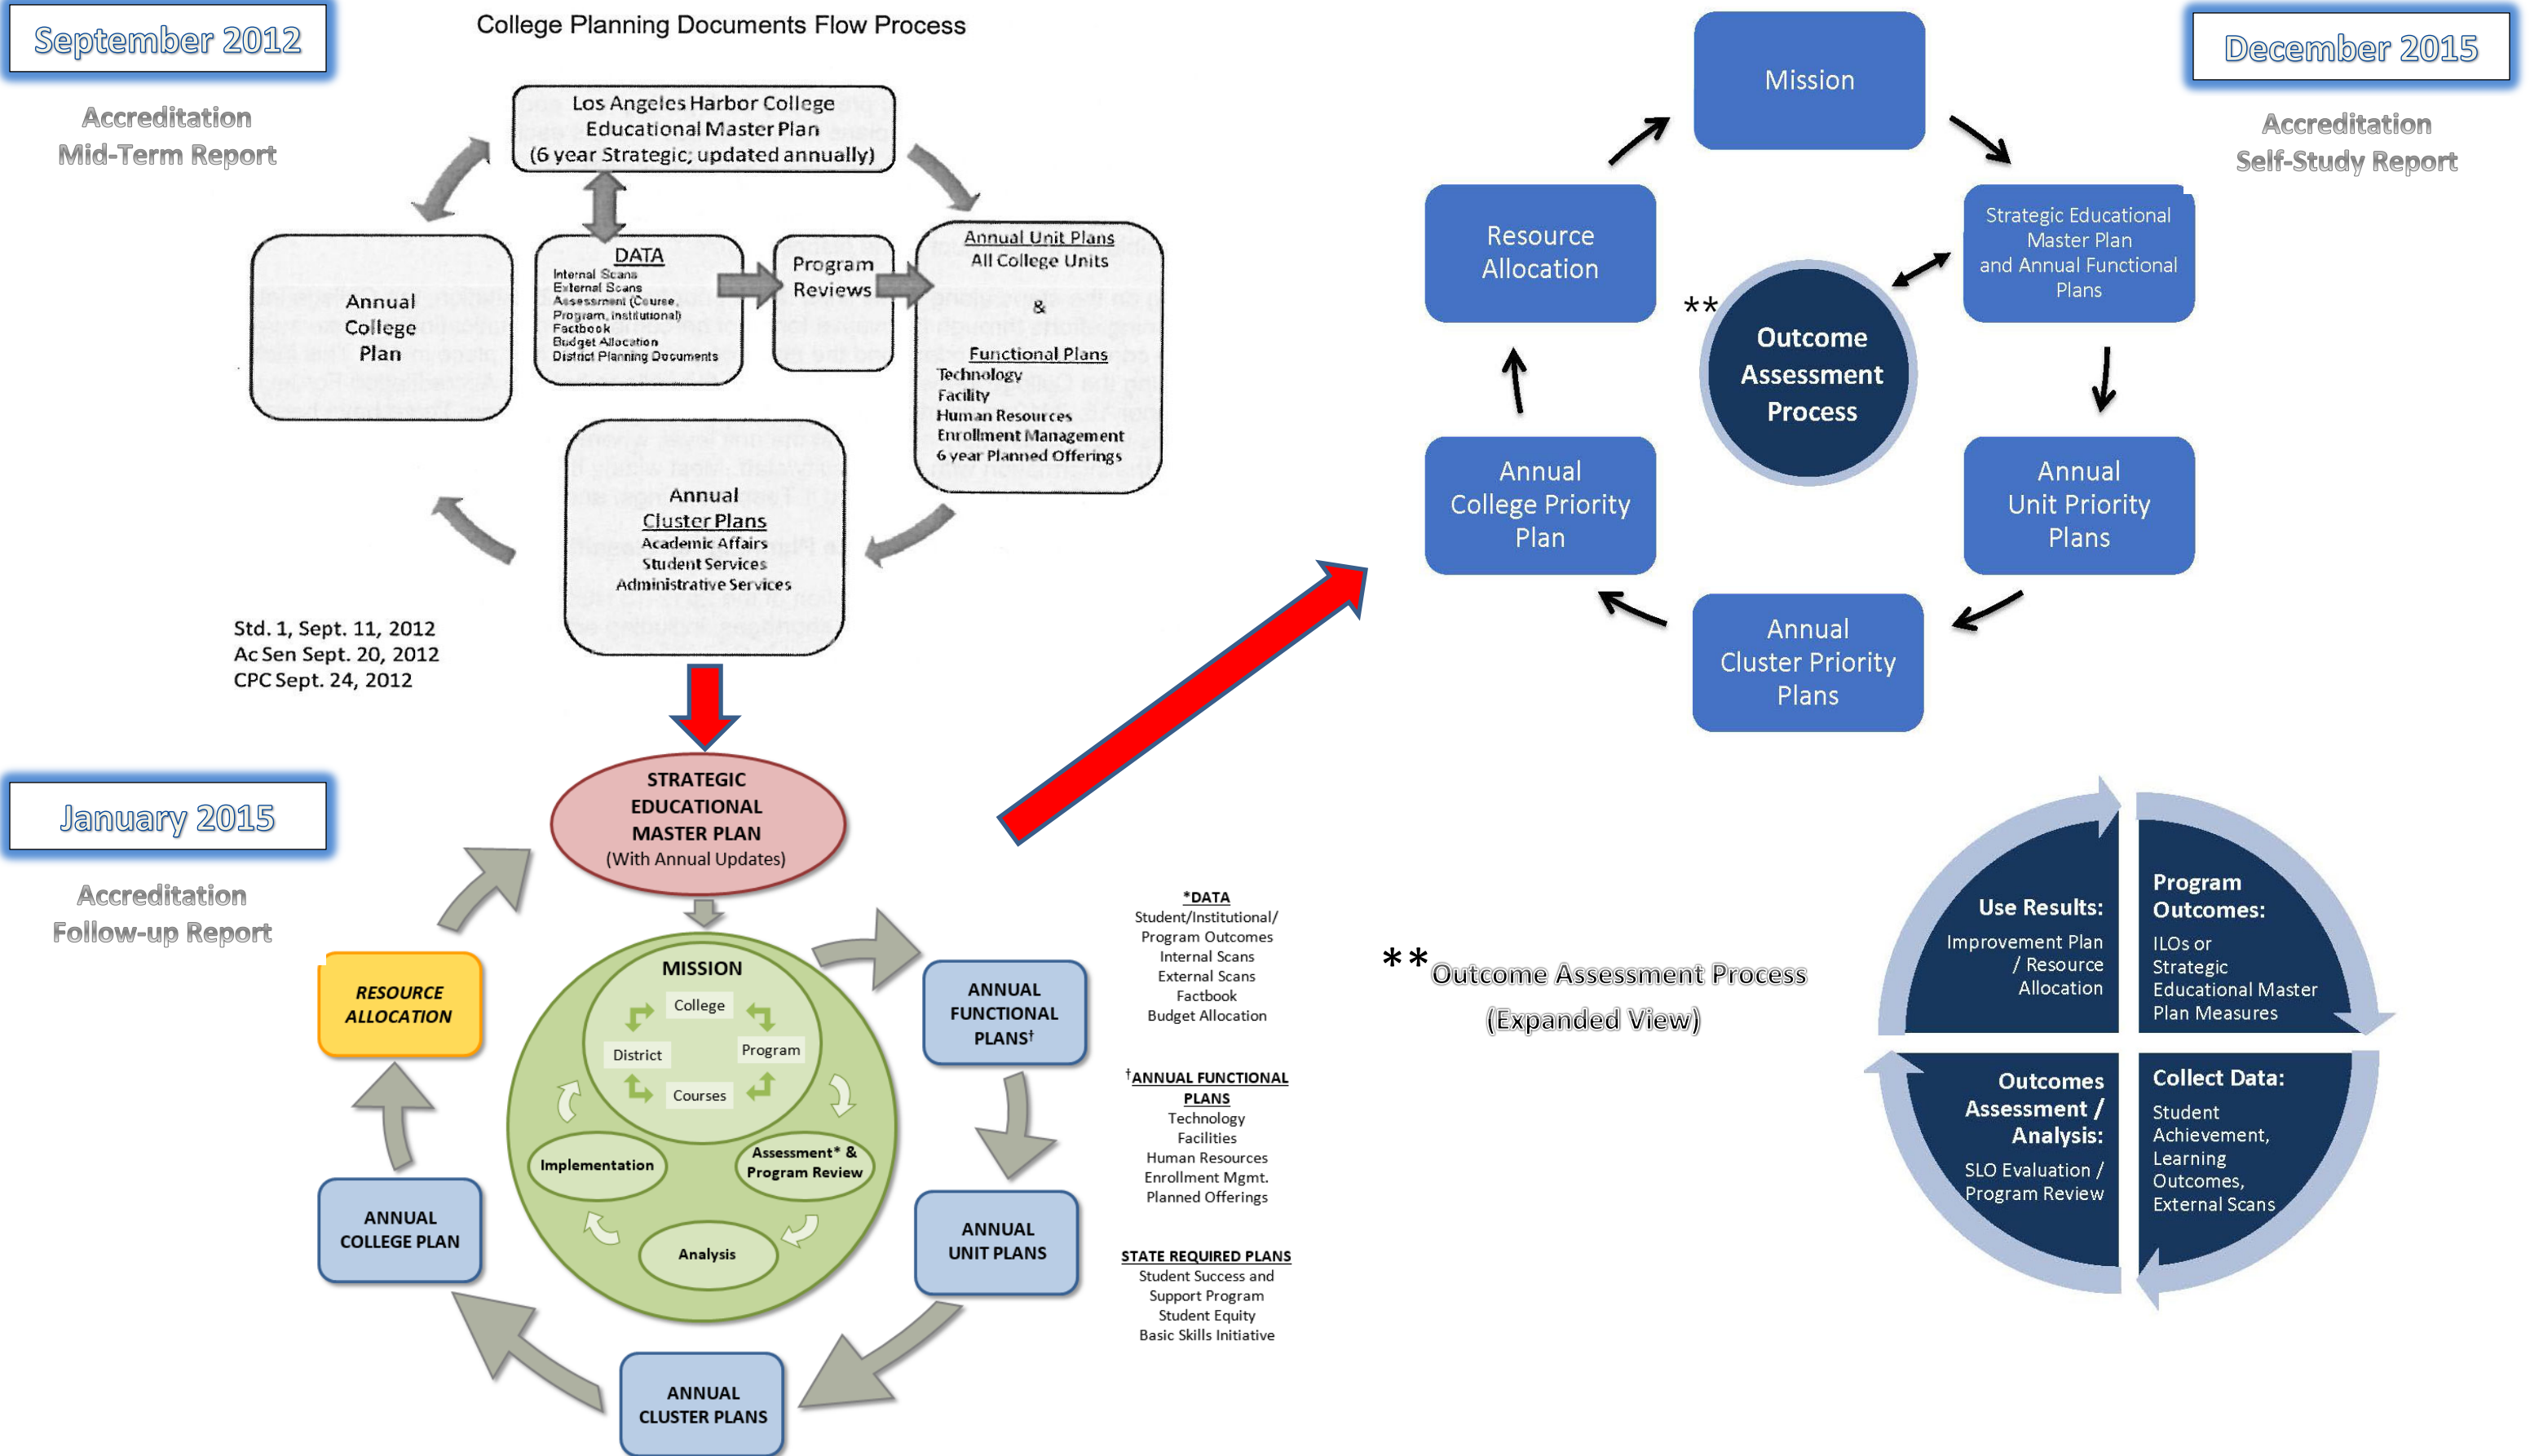 September 2012
Accreditation
Mid-Term Report
College Planning Documents Flow Process
Los Angeles Harbor College
Educational Master Plan
(6 year Strategic; updated annually)
Annual
College
Plan
DATA
Internal Scans
External Scans
Assessment (Course,
Program, Institutional)
Factbook
Budget Allocation
District Planning Documents
Program
Reviews
Annual Unit Plans
All College Units
&
Functional Plans
Technology
Facility
Human Resources
Enrollment Management
6 year Planned Offerings
Annual
Cluster Plans
Academic Affairs
Student Services
Administrative Services
Std. 1, Sept. 11, 2012
Ac Sen Sept. 20, 2012
CPC Sept. 24, 2012
December 2015
Accreditation
Self-Study Report
Mission
Strategic Educational
Master Plan
and Annual Functional
Plans
Annual
Unit Priority
Plans
Annual
Cluster Priority
Plans
Annual
College Priority
Plan
Resource
Allocation
**
Outcome
Assessment
Process
January 2015
Accreditation
Follow-up Report
STRATEGIC
EDUCATIONAL
MASTER PLAN
(With Annual Updates)
MISSION
College
District
Program
Courses
Implementation
Assessment* &
Program Review
Analysis
ANNUAL
FUNCTIONAL
PLANS†
ANNUAL
UNIT PLANS
ANNUAL
CLUSTER PLANS
ANNUAL
COLLEGE PLAN
RESOURCE
ALLOCATION
*DATA
Student/Institutional/
Program Outcomes
Internal Scans
External Scans
Factbook
Budget Allocation
†ANNUAL FUNCTIONAL
PLANS
Technology
Facilities
Human Resources
Enrollment Mgmt.
Planned Offerings
STATE REQUIRED PLANS
Student Success and
Support Program
Student Equity
Basic Skills Initiative
**Outcome Assessment Process
(Expanded View)
Use Results:
Improvement Plan
/ Resource
Allocation
Program
Outcomes:
ILOs or
Strategic
Educational Master
Plan Measures
Outcomes
Assessment /
Analysis:
SLO Evaluation /
Program Review
Collect Data:
Student
Achievement,
Learning
Outcomes,
External Scans